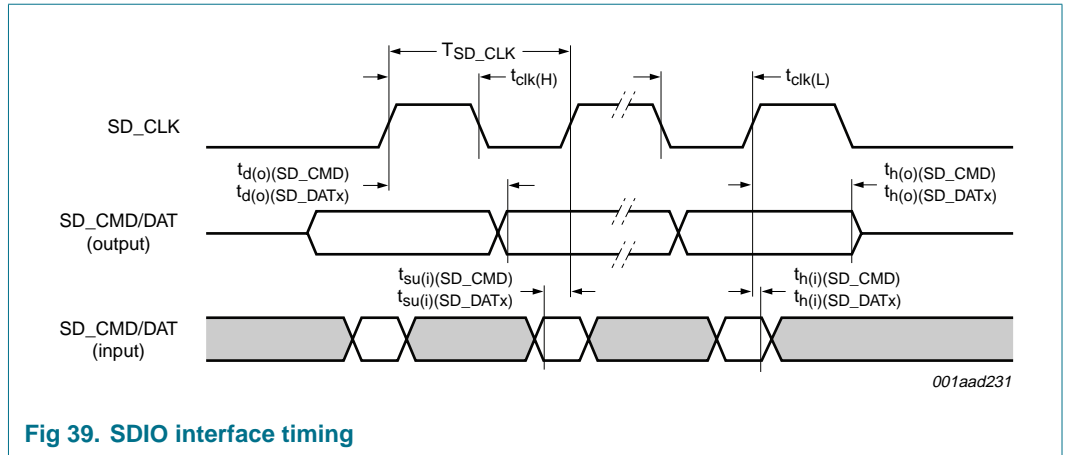 TSD_CLK
tclk(H)
tclk(L)
SD_CLK
td(o)(SD_CMD)
td(o)(SD_DATx)
th(o)(SD_CMD)
th(o)(SD_DATx)
SD_CMD/DAT
(output)
tsu(i)(SD_CMD)
tsu(i)(SD_DATx)
th(i)(SD_CMD)
th(i)(SD_DATx)
SD_CMD/DAT
(input)
001aad231
Fig 39. SDIO interface timing